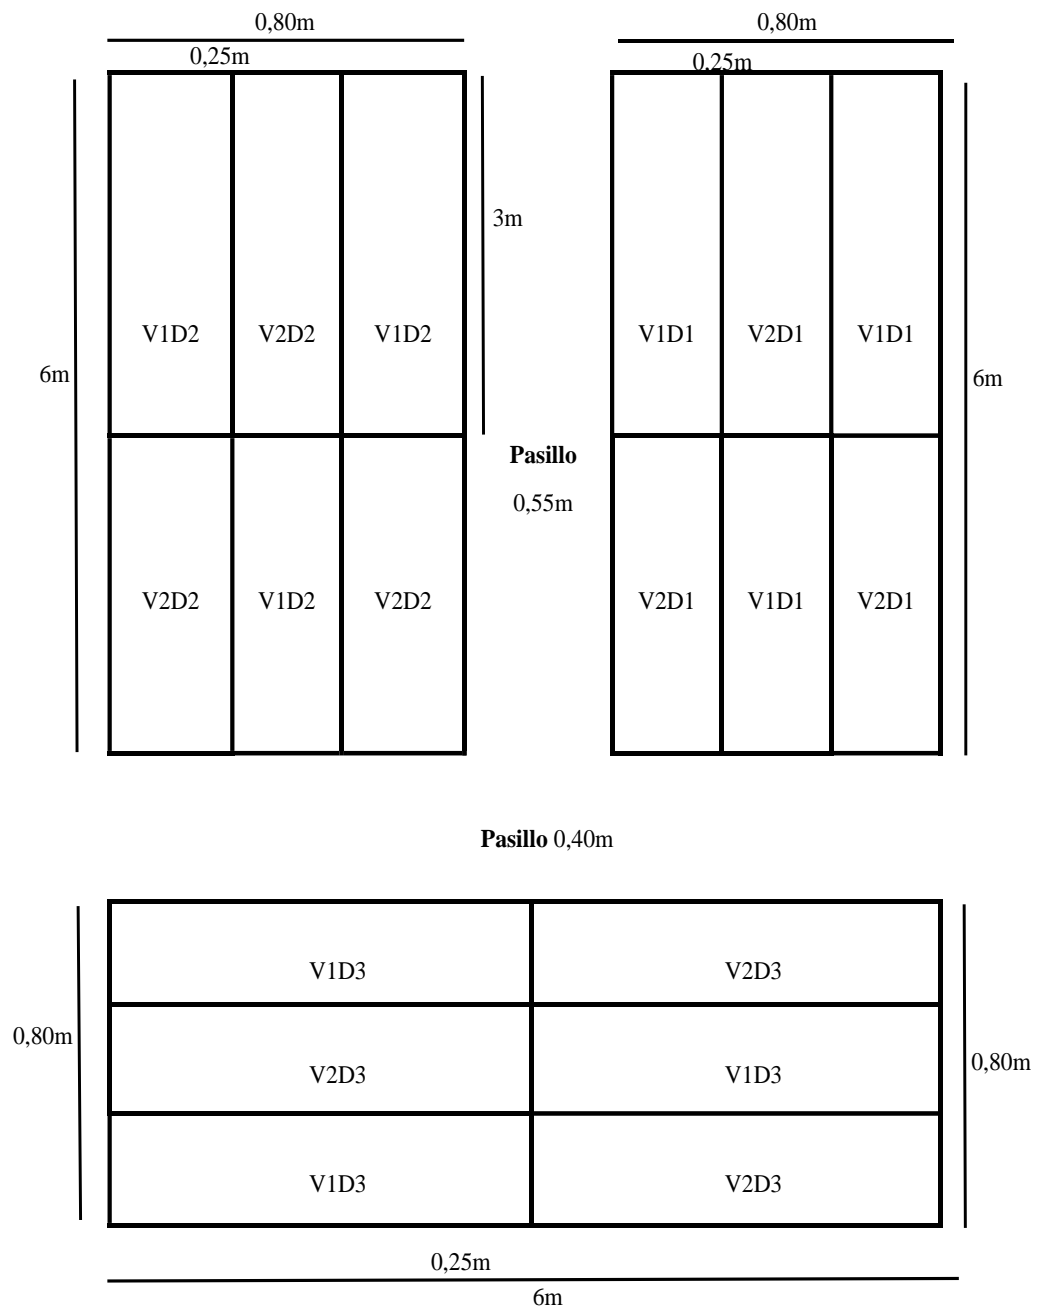 0,80m 0,80m
0,25m 0,25m
3m
V1D2 V2D2 V1D2 V1D1 V2D1 V1D1
6m 6m
Pasillo
0,55m
V2D2 V1D2 V2D2 V2D1 V1D1 V2D1
Pasillo 0,40m
V1D3 V2D3
0,80m 0,80m
V2D3 V1D3
V1D3 V2D3
0,25m
6m